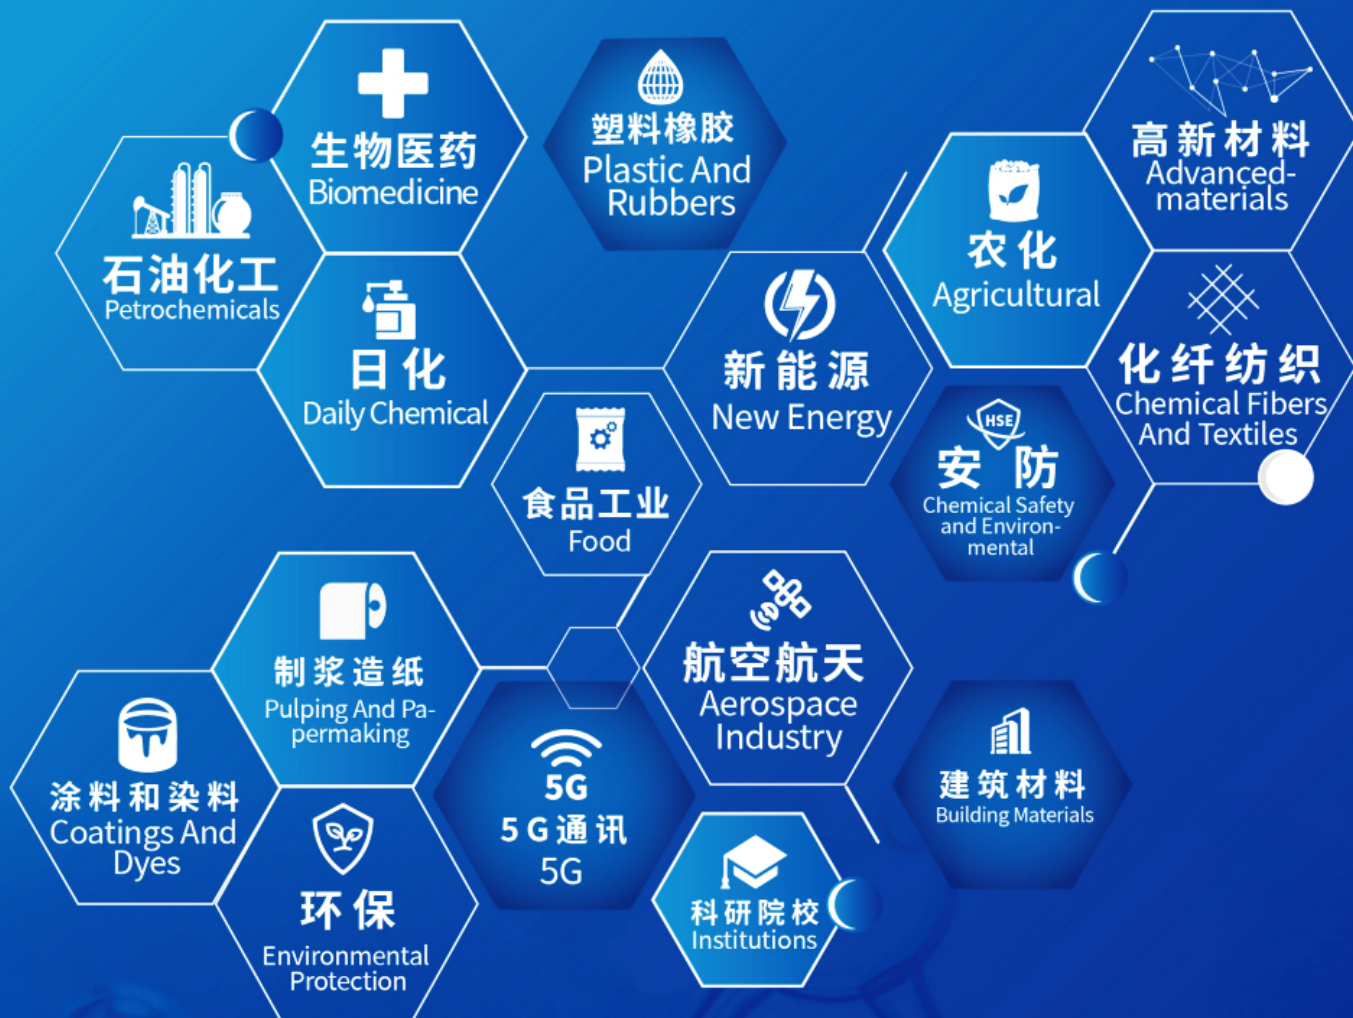 生物医药
Biomedicine
塑料橡胶
Plastic And
Rubbers
高新材料
Advanced-
materials
石油化工
Petrochemicals
农化
Agricultural
日化
Daily Chemical
新能源
New Energy
化纤纺织
Chemical Fibers
And Textiles
食品工业
Food
HSE
安防
Chemical Safety
and Environ-
mental
制浆造纸
Pulping And Pa-
permaking
航空航天
Aerospace
Industry
涂料和染料
Coatings And
Dyes
5G
5G通讯
5G
建筑材料
Building Materials
环保
Environmental
Protection
科研院校
Institutions